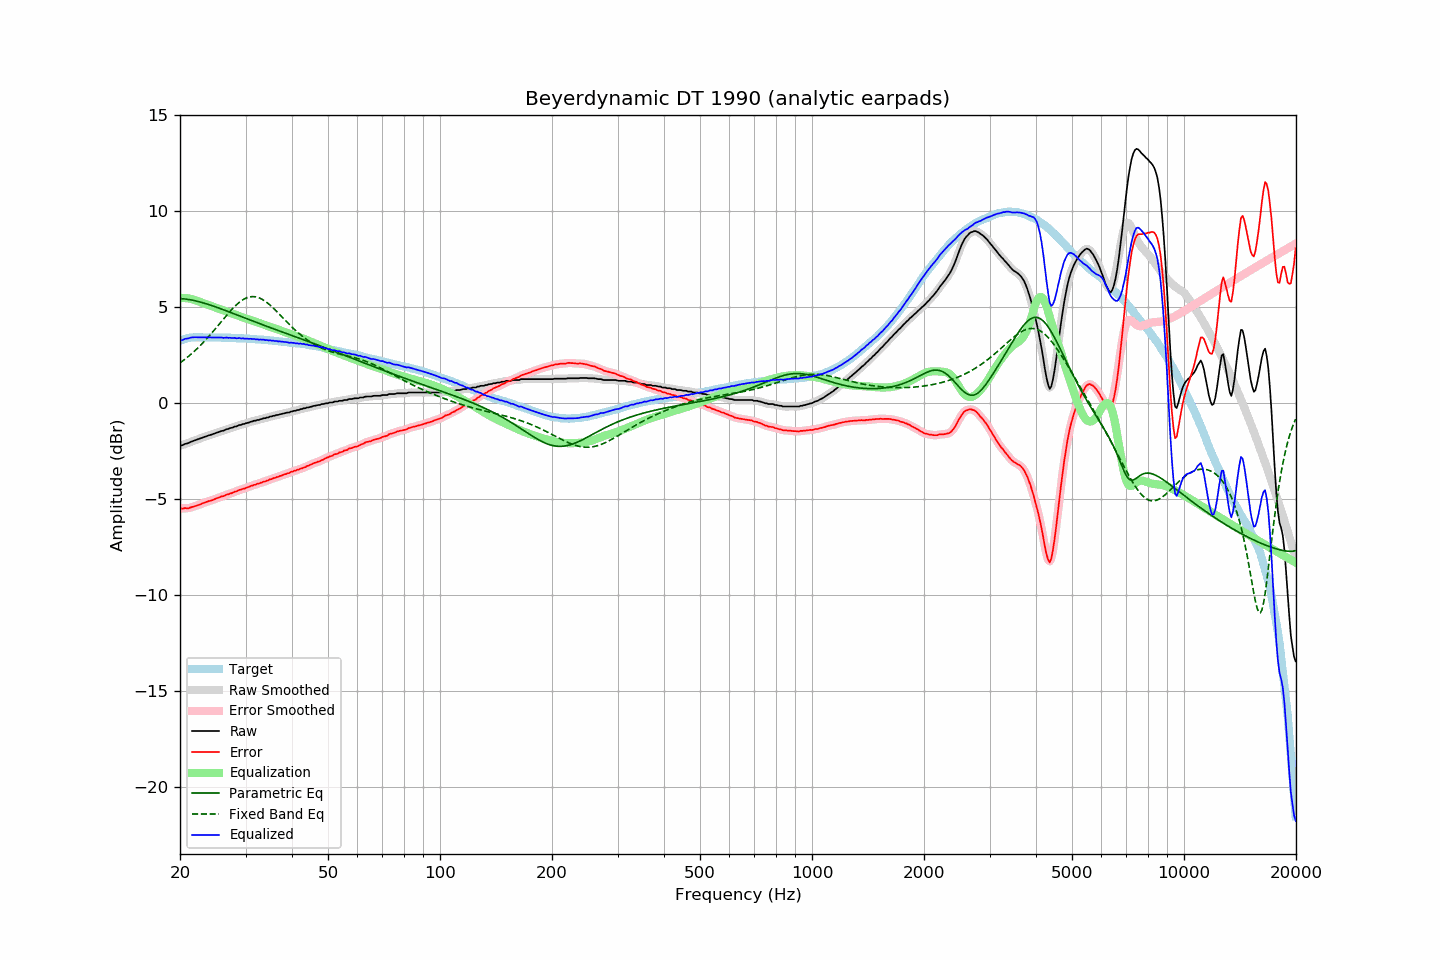 Beyerdynamic DT 1990 (analytic earpads)
15
10
5
0
−5
−10
−15
−20
Amplitude (dBr)
Target
Raw Smoothed
Error Smoothed
Raw
Error
Equalization
Parametric Eq
Fixed Band Eq
Equalized
20 50 100 200 500 1000 2000 5000 10000 20000
Frequency (Hz)